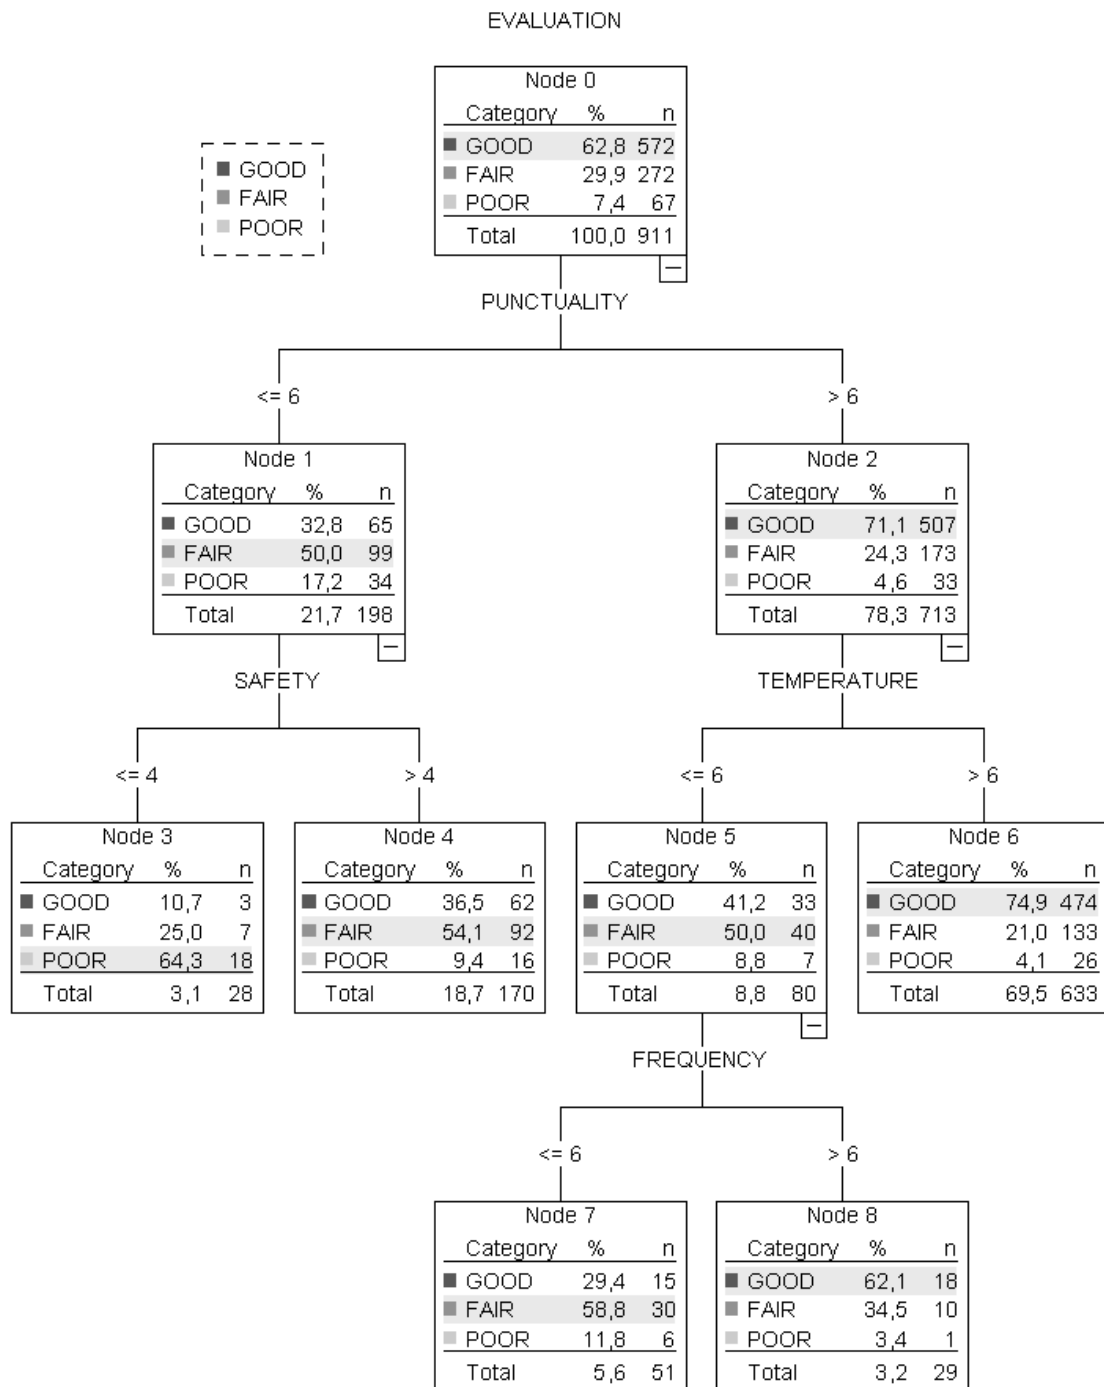 EVALUATION
Node 0
Category % n
GOOD 62,8 572
FAIR 29,9 272
POOR 7,4 67
Total 100,0 911
GOOD
FAIR
POOR
PUNCTUALITY
<= 6
> 6
Node 1
Category % n
GOOD 32,8 65
FAIR 50,0 99
POOR 17,2 34
Total 21,7 198
Node 2
Category % n
GOOD 71,1 507
FAIR 24,3 173
POOR 4,6 33
Total 78,3 713
SAFETY
TEMPERATURE
<= 4
> 4
<= 6
> 6
Node 3
Category % n
GOOD 10,7 3
FAIR 25,0 7
POOR 64,3 18
Total 3,1 28
Node 4
Category % n
GOOD 36,5 62
FAIR 54,1 92
POOR 9,4 16
Total 18,7 170
Node 5
Category % n
GOOD 41,2 33
FAIR 50,0 40
POOR 8,8 7
Total 8,8 80
Node 6
Category % n
GOOD 74,9 474
FAIR 21,0 133
POOR 4,1 26
Total 69,5 633
FREQUENCY
<= 6
> 6
Node 7
Category % n
GOOD 29,4 15
FAIR 58,8 30
POOR 11,8 6
Total 5,6 51
Node 8
Category % n
GOOD 62,1 18
FAIR 34,5 10
POOR 3,4 1
Total 3,2 29